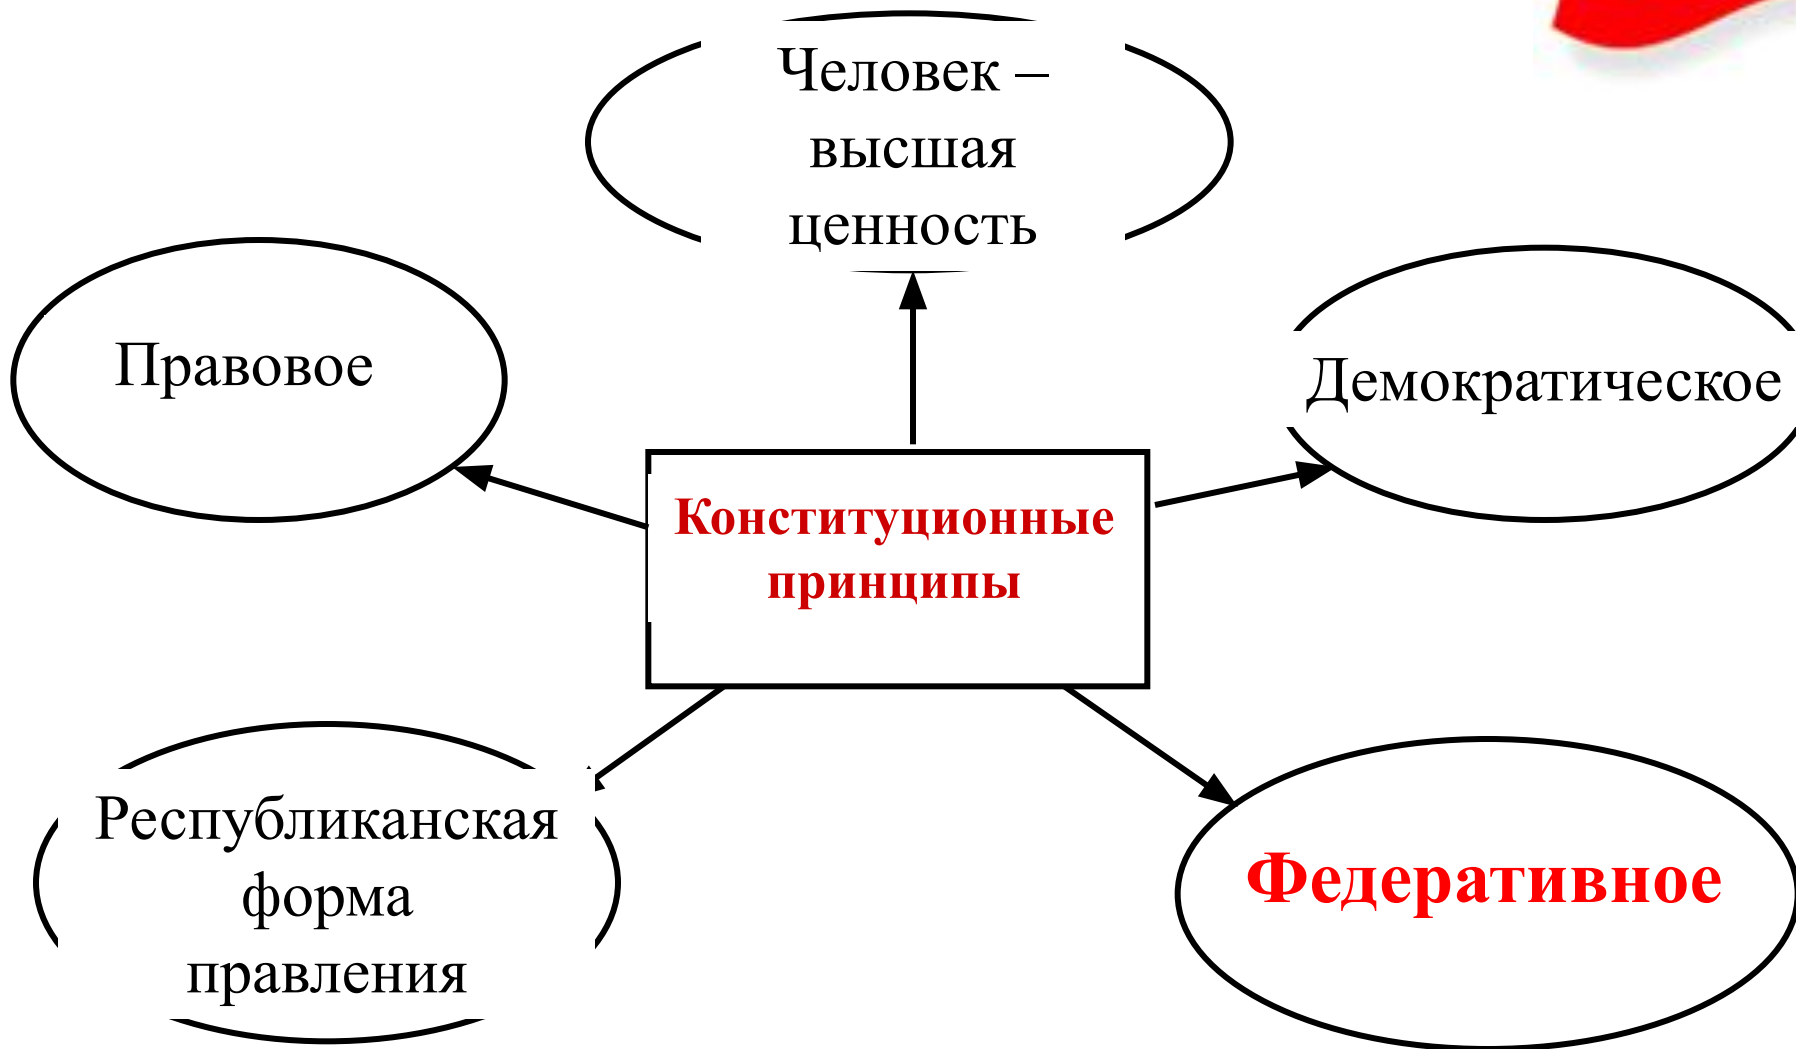 Человек –
высшая
ценность
Правовое
Демократическое
Конституционные
принципы
Республиканская
форма
правления
Федеративное